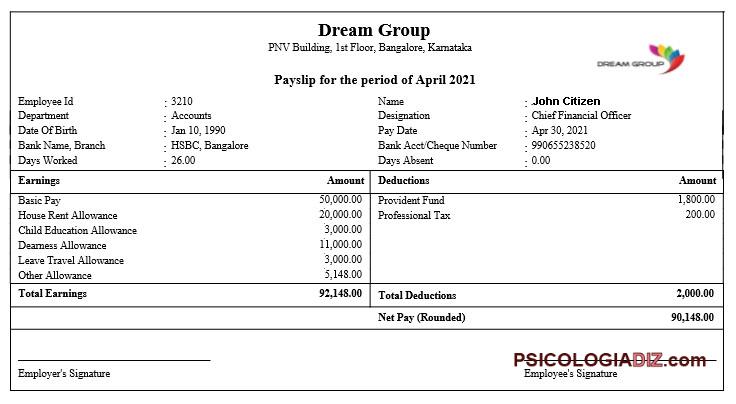 Dream Group
PNV Building, 1st Floor, Bangalore, Karnataka
DREAM GROUP
Payslip for the period of April 2021
Employee Id : 3210 Name : John Citizen
Department : Accounts Designation : Chief Financial Officer
Date Of Birth : Jan 10, 1990 Pay Date : Apr 30, 2021
Bank Name, Branch : HSBC, Bangalore Bank Acct/Cheque Number : 990655238520
Days Worked : 26.00 Days Absent : 0.00
Earnings Amount Deductions Amount
Basic Pay 50,000.00 Provident Fund 1,800.00
House Rent Allowance 20,000.00 Professional Tax 200.00
Child Education Allowance 3,000.00
Dearness Allowance 11,000.00
Leave Travel Allowance 3,000.00
Other Allowance 5,148.00
Total Earnings 92,148.00 Total Deductions 2,000.00
Net Pay (Rounded) 90,148.00
PSICOLOGIADIZ.com
Employer's Signature Employee's Signature